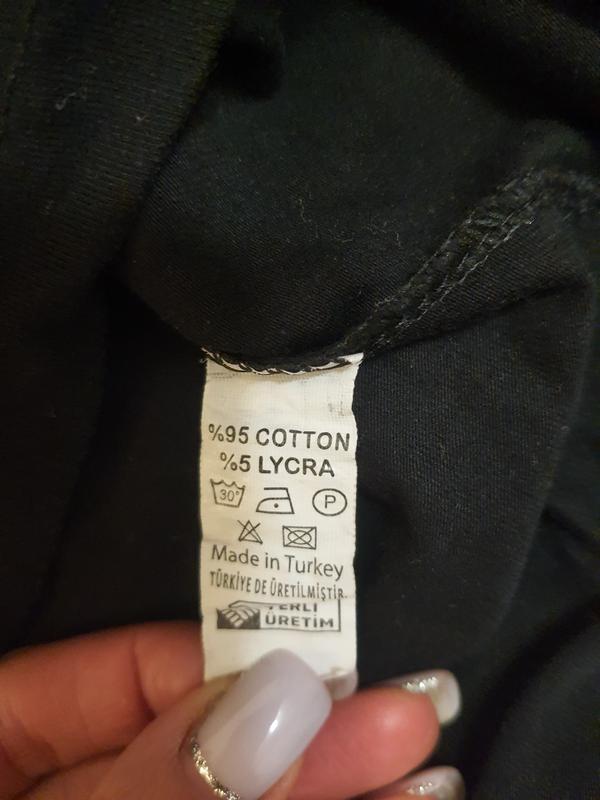 %95 COTTON
%5 LYCRA
30° P
Made in Turkey
TÜRKİYE DE ÜRETİLMİŞTİR.
YERLİ
ÜRETİM